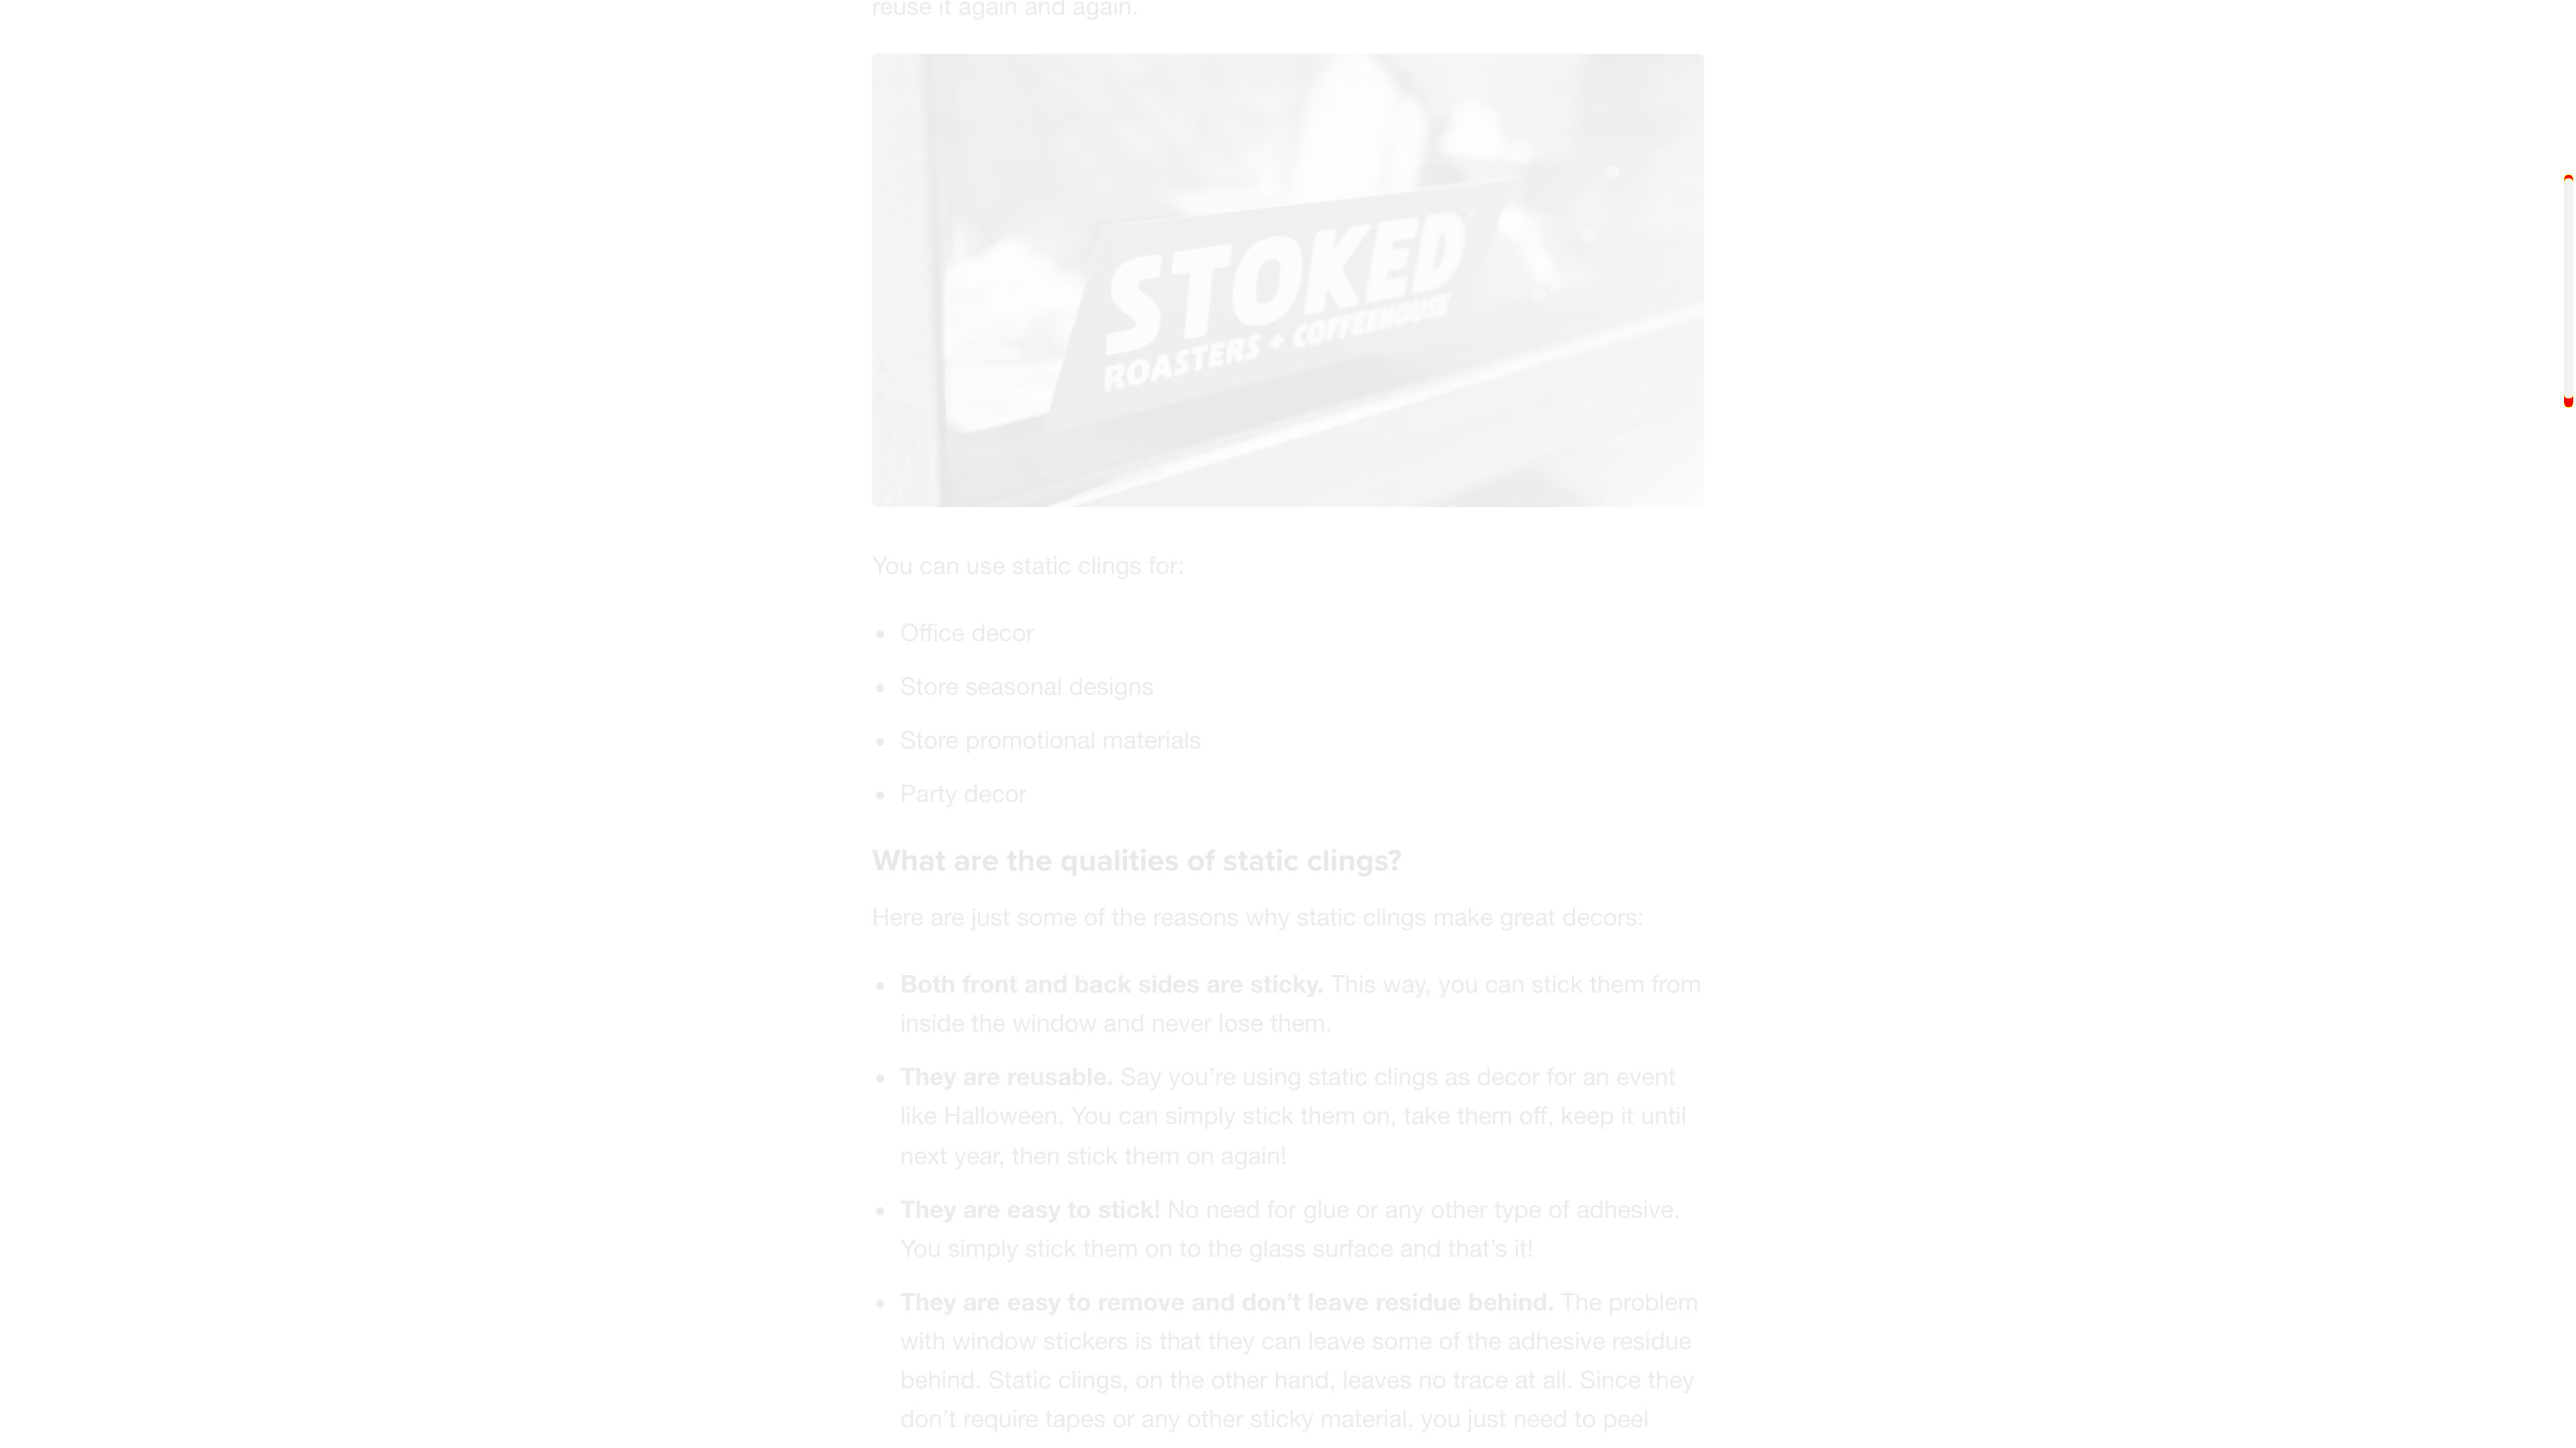 reuse it again and again.
STOKED
ROASTERS + COFFEEHOUSE
You can use static clings for:
• Office decor
• Store seasonal designs
• Store promotional materials
• Party decor
What are the qualities of static clings?
Here are just some of the reasons why static clings make great decors:
• Both front and back sides are sticky. This way, you can stick them from
inside the window and never lose them.
• They are reusable. Say you’re using static clings as decor for an event
like Halloween. You can simply stick them on, take them off, keep it until
next year, then stick them on again!
• They are easy to stick! No need for glue or any other type of adhesive.
You simply stick them on to the glass surface and that’s it!
• They are easy to remove and don’t leave residue behind. The problem
with window stickers is that they can leave some of the adhesive residue
behind. Static clings, on the other hand, leaves no trace at all. Since they
don’t require tapes or any other sticky material, you just need to peel